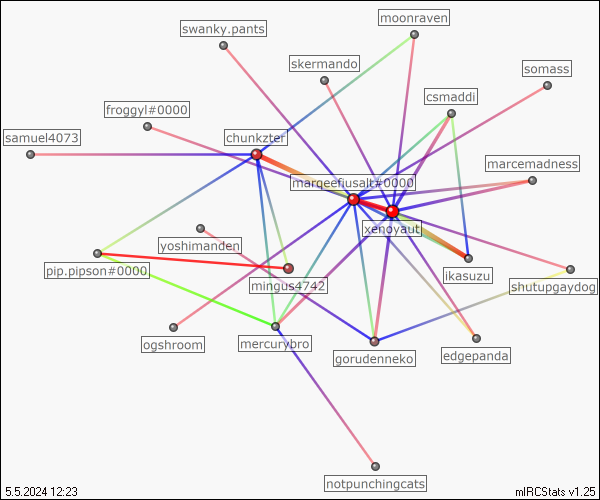 moonraven
swanky.pants
skermando
somass
csmaddi
froggyl#0000
samuel4073
chunkzter
marcemadness
marqeefiusalt#0000
xenoyaut
yoshimanden
pip.pipson#0000
mingus4742
ikasuzu
shutupgaydog
ogshroom
mercurybro
gorudenneko
edgepanda
notpunchingcats
5.5.2024 12:23
mIRCStats v1.25